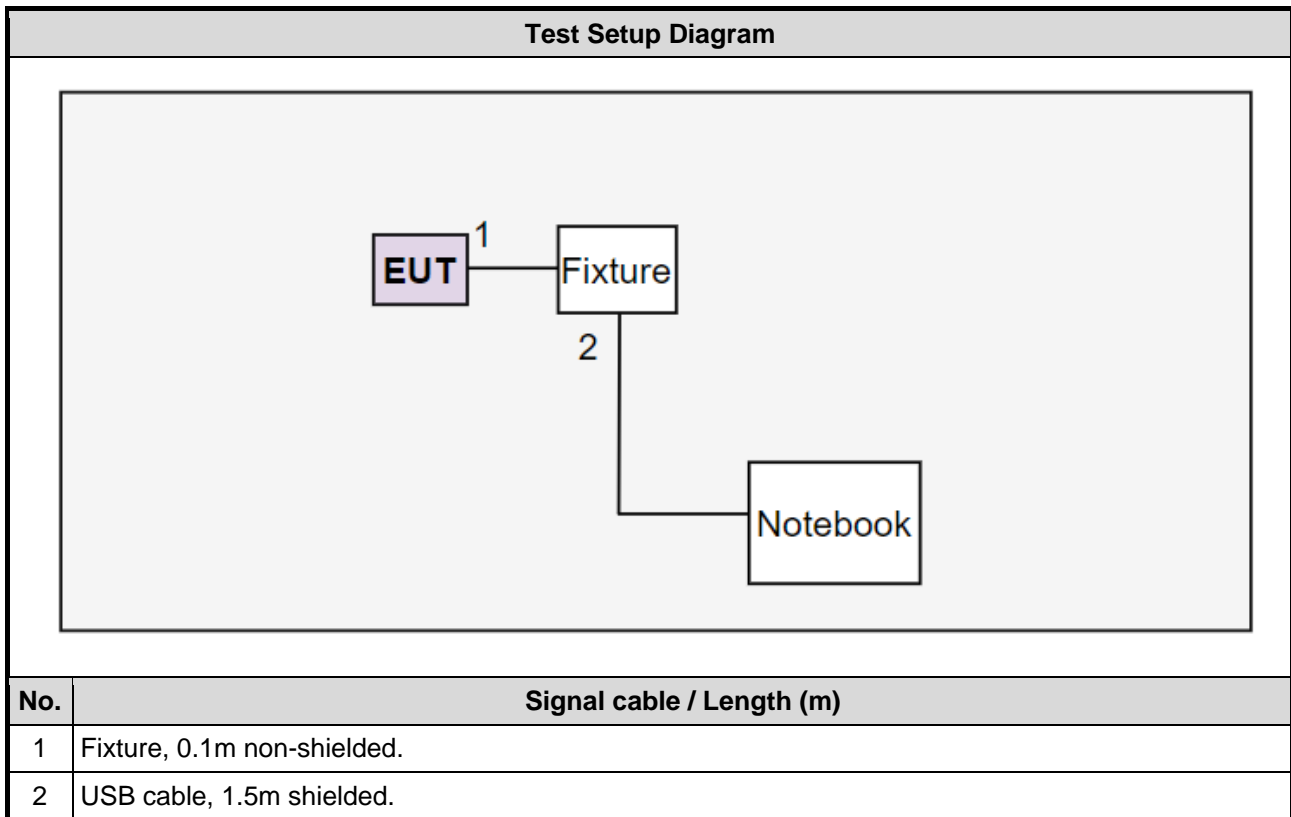 Test Setup Diagram
EUT
1
Fixture
2
Notebook
No. Signal cable / Length (m)
1 Fixture, 0.1m non-shielded.
2 USB cable, 1.5m shielded.